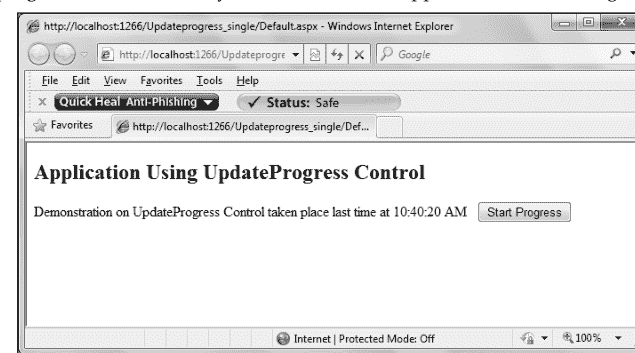 http://localhost:1266/Updateprogress_single/Default.aspx - Windows Internet Explorer
http://localhost:1266/Updateprogre Google
File Edit View Favorites Tools Help
Quick Heal Anti-Phishing Status: Safe
Favorites http://localhost:1266/Updateprogress_single/Def...
Application Using UpdateProgress Control
Demonstration on UpdateProgress Control taken place last time at 10:40:20 AM Start Progress
Internet | Protected Mode: Off 100%